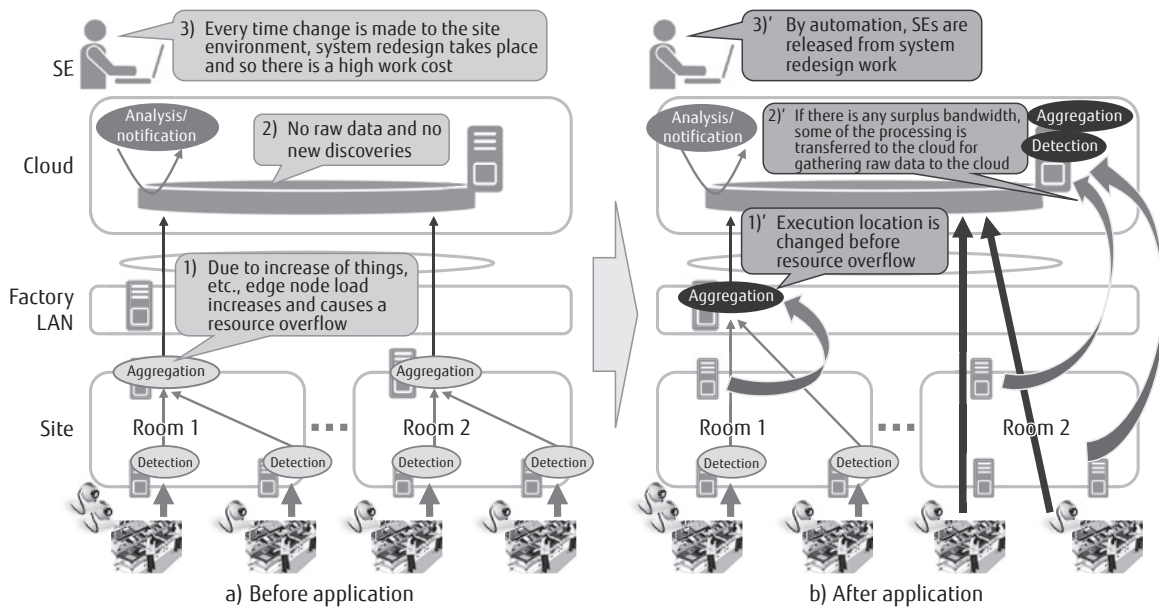 3) Every time change is made to the site
environment, system redesign takes place
and so there is a high work cost
SE
Analysis/
notification
2) No raw data and no
new discoveries
Cloud
1) Due to increase of things,
etc., edge node load
increases and causes a
resource overflow
Factory
LAN
Aggregation
Aggregation
Site
Room 1
Room 2
Detection
Detection
Detection
Detection
a) Before application
3)′ By automation, SEs are
released from system
redesign work
Analysis/
notification
2)′ If there is any surplus bandwidth,
some of the processing is
transferred to the cloud for
gathering raw data to the cloud
Aggregation
Detection
1)′ Execution location is
changed before
resource overflow
Aggregation
Room 1
Room 2
Detection
Detection
b) After application